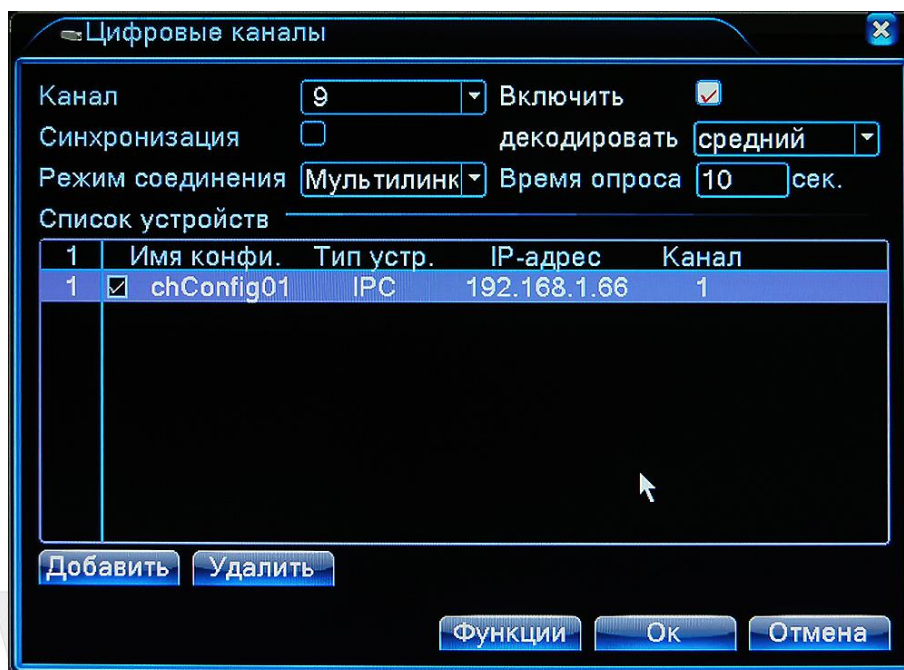 Цифровые каналы
Канал 9 Включить
Синхронизация декодировать средний
Режим соединения Мультилинк Время опроса 10 сек.
Список устройств
1 Имя конфи. Тип устр. IP-адрес Канал
1 chConfig01 IPC 192.168.1.66 1
Добавить Удалить
Функции Ок Отмена